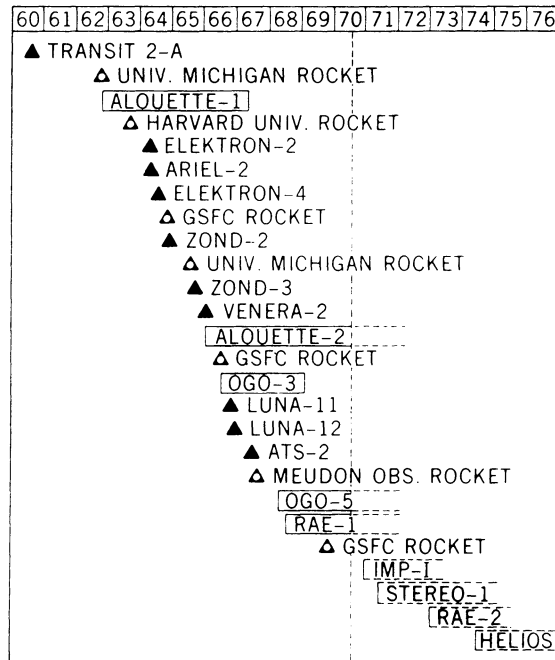 60 61 62 63 64 65 66 67 68 69 70 71 72 73 74 75 76
TRANSIT 2-A
UNIV. MICHIGAN ROCKET
ALOUETTE-1
HARVARD UNIV. ROCKET
ELEKTRON-2
ARIEL-2
ELEKTRON-4
GSFC ROCKET
ZOND-2
UNIV. MICHIGAN ROCKET
ZOND-3
VENERA-2
ALOUETTE-2
GSFC ROCKET
OGO-3
LUNA-11
LUNA-12
ATS-2
MEUDON OBS. ROCKET
OGO-5
RAE-1
GSFC ROCKET
IMP-I
STEREO-1
RAE-2
HELIOS